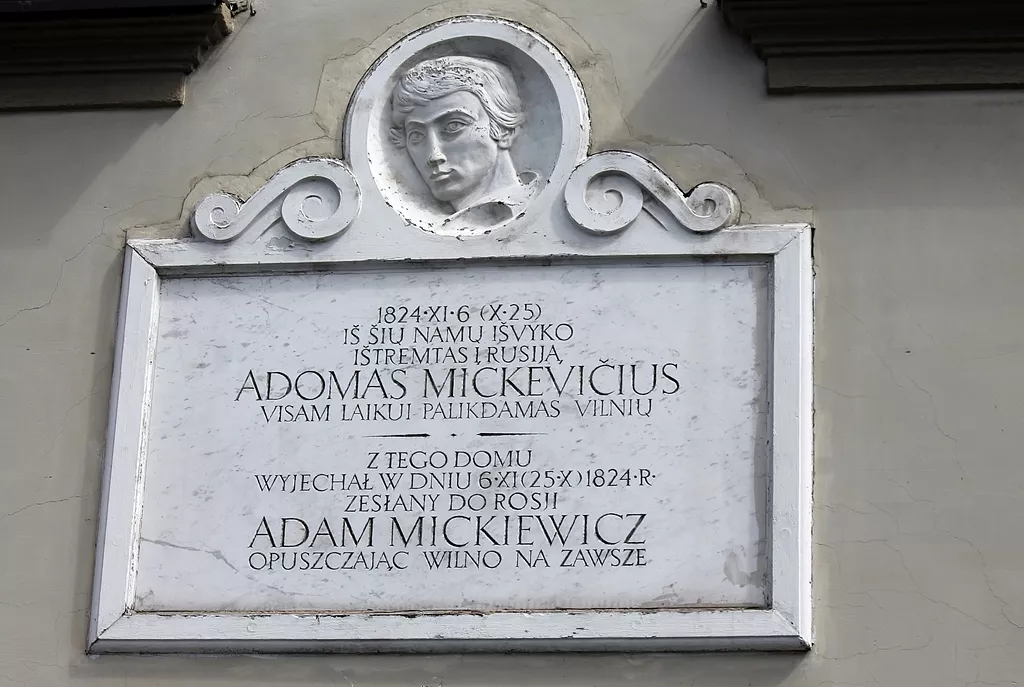 1824·XI·6 (X·25)
IŠ ŠIŲ NAMŲ IŠVYKO
IŠTREMTAS Į RUSIJĄ
ADOMAS MICKEVIČIUS
VISAM LAIKUI PALIKDAMAS VILNIŲ
Z TEGO DOMU
WYJECHAŁ W DNIU 6·XI(25·X)1824·R·
ZESŁANY DO ROSJI
ADAM MICKIEWICZ
OPUSZCZAJĄC WILNO NA ZAWSZE